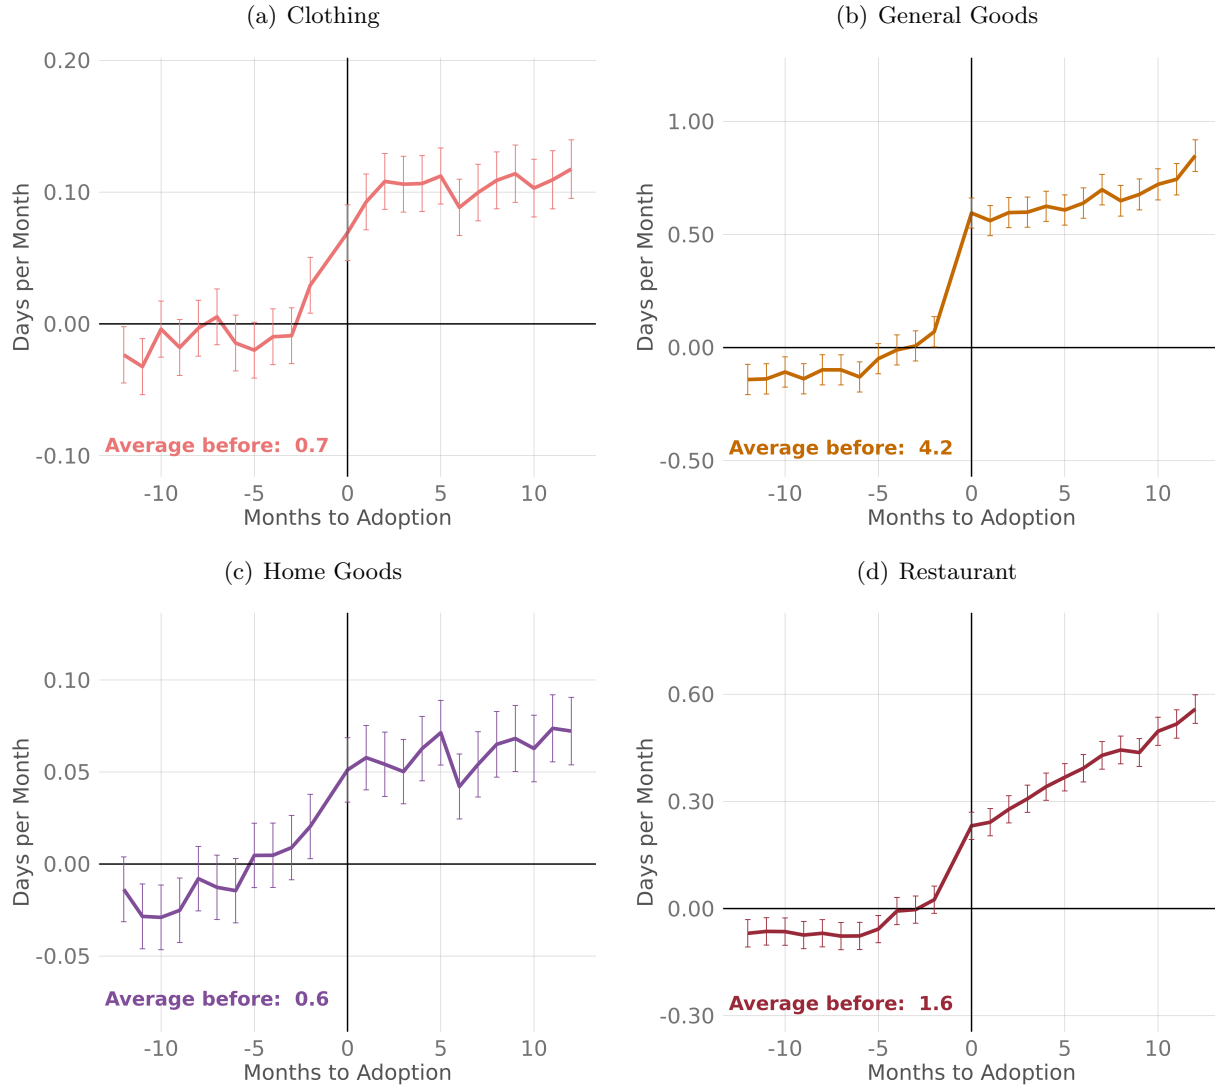 (a) Clothing
0.20
0.10
0.00
-0.10
Days per Month
Average before: 0.7
-10 -5 0 5 10
Months to Adoption
(b) General Goods
1.00
0.50
0.00
-0.50
Days per Month
Average before: 4.2
-10 -5 0 5 10
Months to Adoption
(c) Home Goods
0.10
0.05
0.00
-0.05
Days per Month
Average before: 0.6
-10 -5 0 5 10
Months to Adoption
(d) Restaurant
0.60
0.30
0.00
-0.30
Days per Month
Average before: 1.6
-10 -5 0 5 10
Months to Adoption